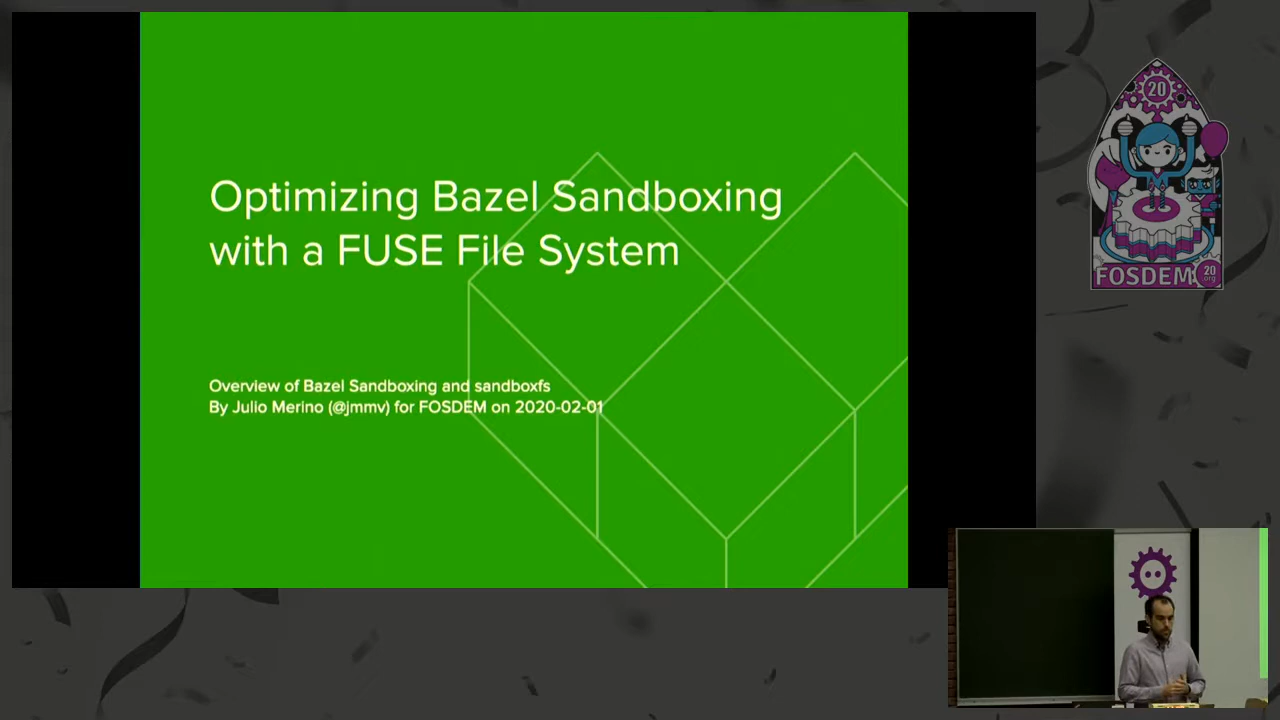 Optimizing Bazel Sandboxing
with a FUSE File System
Overview of Bazel Sandboxing and sandboxfs
By Julio Merino (@jmmv) for FOSDEM on 2020-02-01
20
FOSDEM
20
.org